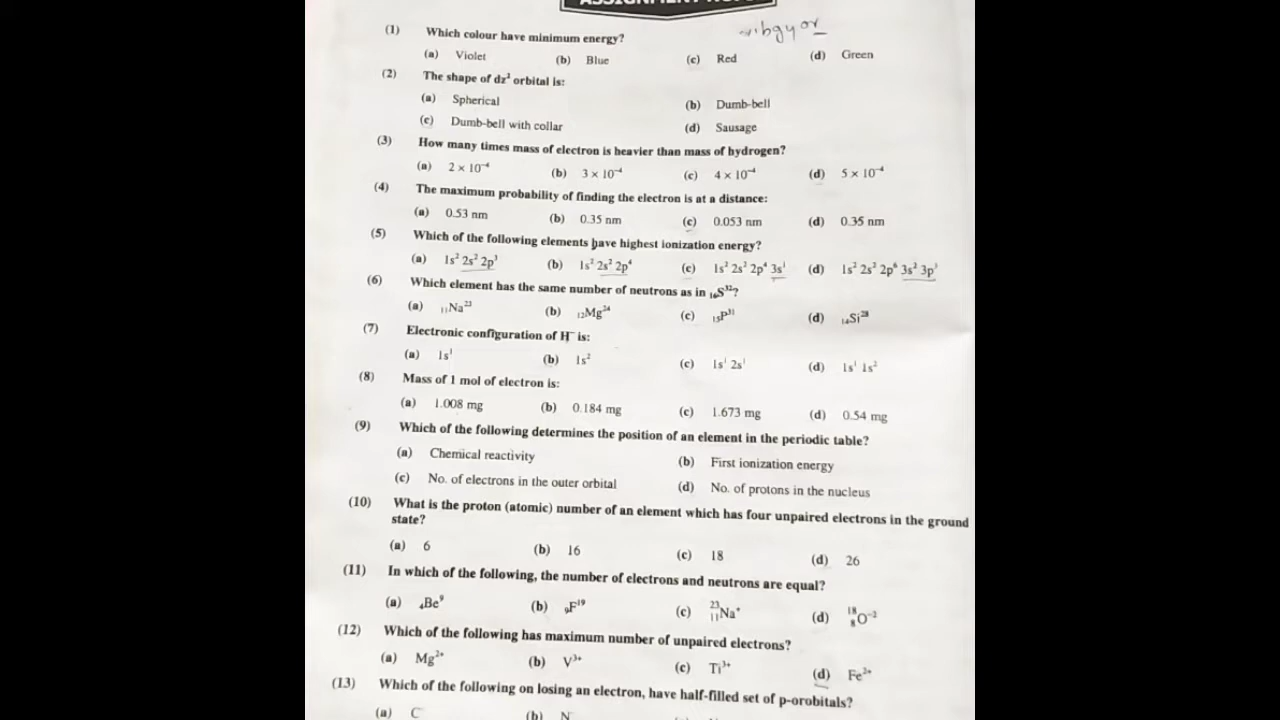 vibgyor
(1) Which colour have minimum energy?
(a) Violet (b) Blue (c) Red (d) Green
(2) The shape of dz² orbital is:
(a) Spherical (b) Dumb-bell
(c) Dumb-bell with collar (d) Sausage
(3) How many times mass of electron is heavier than mass of hydrogen?
(a) 2 × 10⁻⁴ (b) 3 × 10⁻⁴ (c) 4 × 10⁻⁴ (d) 5 × 10⁻⁴
(4) The maximum probability of finding the electron is at a distance:
(a) 0.53 nm (b) 0.35 nm (c) 0.053 nm (d) 0.35 nm
(5) Which of the following elements have highest ionization energy?
(a) 1s² 2s² 2p³ (b) 1s² 2s² 2p⁴ (c) 1s² 2s² 2p⁴ 3s¹ (d) 1s² 2s² 2p⁶ 3s² 3p¹
(6) Which element has the same number of neutrons as in ₁₆S³²?
(a) ₁₁Na²³ (b) ₁₂Mg²⁴ (c) ₁₅P³¹ (d) ₁₄Si²⁸
(7) Electronic configuration of H⁻ is:
(a) 1s¹ (b) 1s² (c) 1s¹ 2s¹ (d) 1s¹ 1s²
(8) Mass of 1 mol of electron is:
(a) 1.008 mg (b) 0.184 mg (c) 1.673 mg (d) 0.54 mg
(9) Which of the following determines the position of an element in the periodic table?
(a) Chemical reactivity (b) First ionization energy
(c) No. of electrons in the outer orbital (d) No. of protons in the nucleus
(10) What is the proton (atomic) number of an element which has four unpaired electrons in the ground
state?
(a) 6 (b) 16 (c) 18 (d) 26
(11) In which of the following, the number of electrons and neutrons are equal?
(a) ₄Be⁹ (b) ₉F¹⁹ (c) ²³₁₁Na⁺ (d) ¹⁸₈O⁻²
(12) Which of the following has maximum number of unpaired electrons?
(a) Mg²⁺ (b) V³⁺ (c) Ti³⁺ (d) Fe²⁺
(13) Which of the following on losing an electron, have half-filled set of p-orobitals?
(a) C (b) N